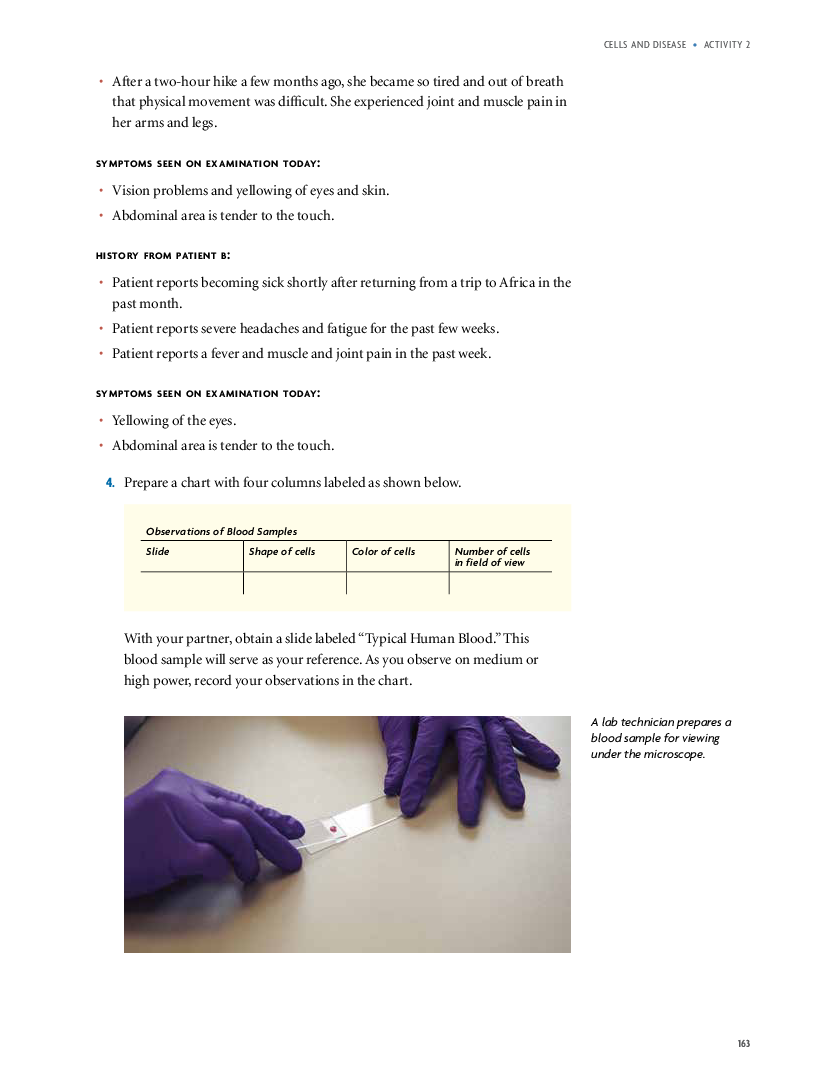 CELLS AND DISEASE • ACTIVITY 2
• After a two-hour hike a few months ago, she became so tired and out of breath
that physical movement was difficult. She experienced joint and muscle pain in
her arms and legs.
SYMPTOMS SEEN ON EXAMINATION TODAY:
• Vision problems and yellowing of eyes and skin.
• Abdominal area is tender to the touch.
HISTORY FROM PATIENT B:
• Patient reports becoming sick shortly after returning from a trip to Africa in the
past month.
• Patient reports severe headaches and fatigue for the past few weeks.
• Patient reports a fever and muscle and joint pain in the past week.
SYMPTOMS SEEN ON EXAMINATION TODAY:
• Yellowing of the eyes.
• Abdominal area is tender to the touch.
4. Prepare a chart with four columns labeled as shown below.
Observations of Blood Samples
Slide Shape of cells Color of cells Number of cells
in field of view
With your partner, obtain a slide labeled “Typical Human Blood.” This
blood sample will serve as your reference. As you observe on medium or
high power, record your observations in the chart.
A lab technician prepares a
blood sample for viewing
under the microscope.
163